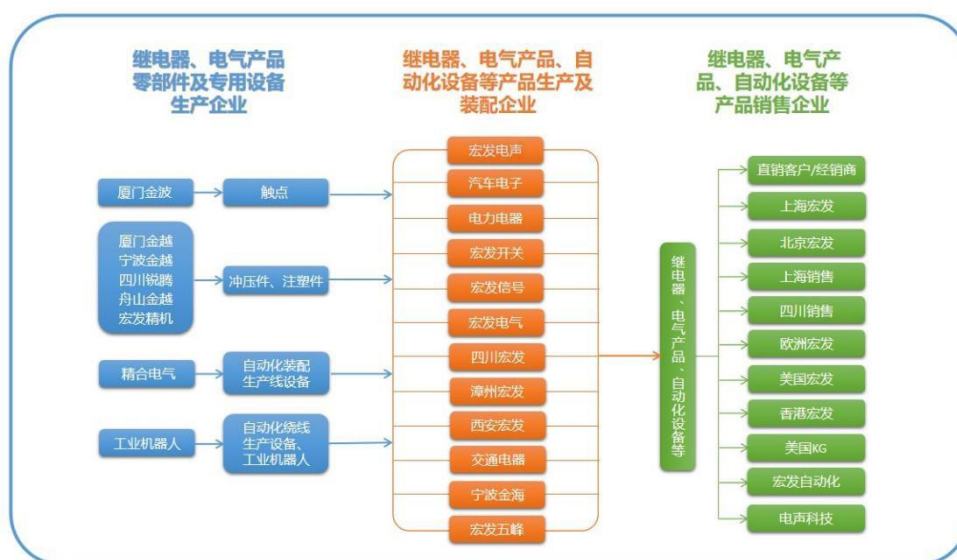 继电器、电气产品
零部件及专用设备
生产企业
继电器、电气产品、自
动化设备等产品生产及
装配企业
继电器、电气产
品、自动化设备等
产品销售企业
厦门金波
触点
厦门金越
宁波金越
四川锐腾
舟山金越
宏发精机
冲压件、注塑件
精合电气
自动化装配
生产线设备
工业机器人
自动化绕线
生产设备、
工业机器人
宏发电声
汽车电子
电力电器
宏发开关
宏发信号
宏发电气
四川宏发
漳州宏发
西安宏发
交通电器
宁波金海
宏发五峰
继电器、电气产品、自动化设备等
直销客户/经销商
上海宏发
北京宏发
上海销售
四川销售
欧洲宏发
美国宏发
香港宏发
美国KG
宏发自动化
电声科技